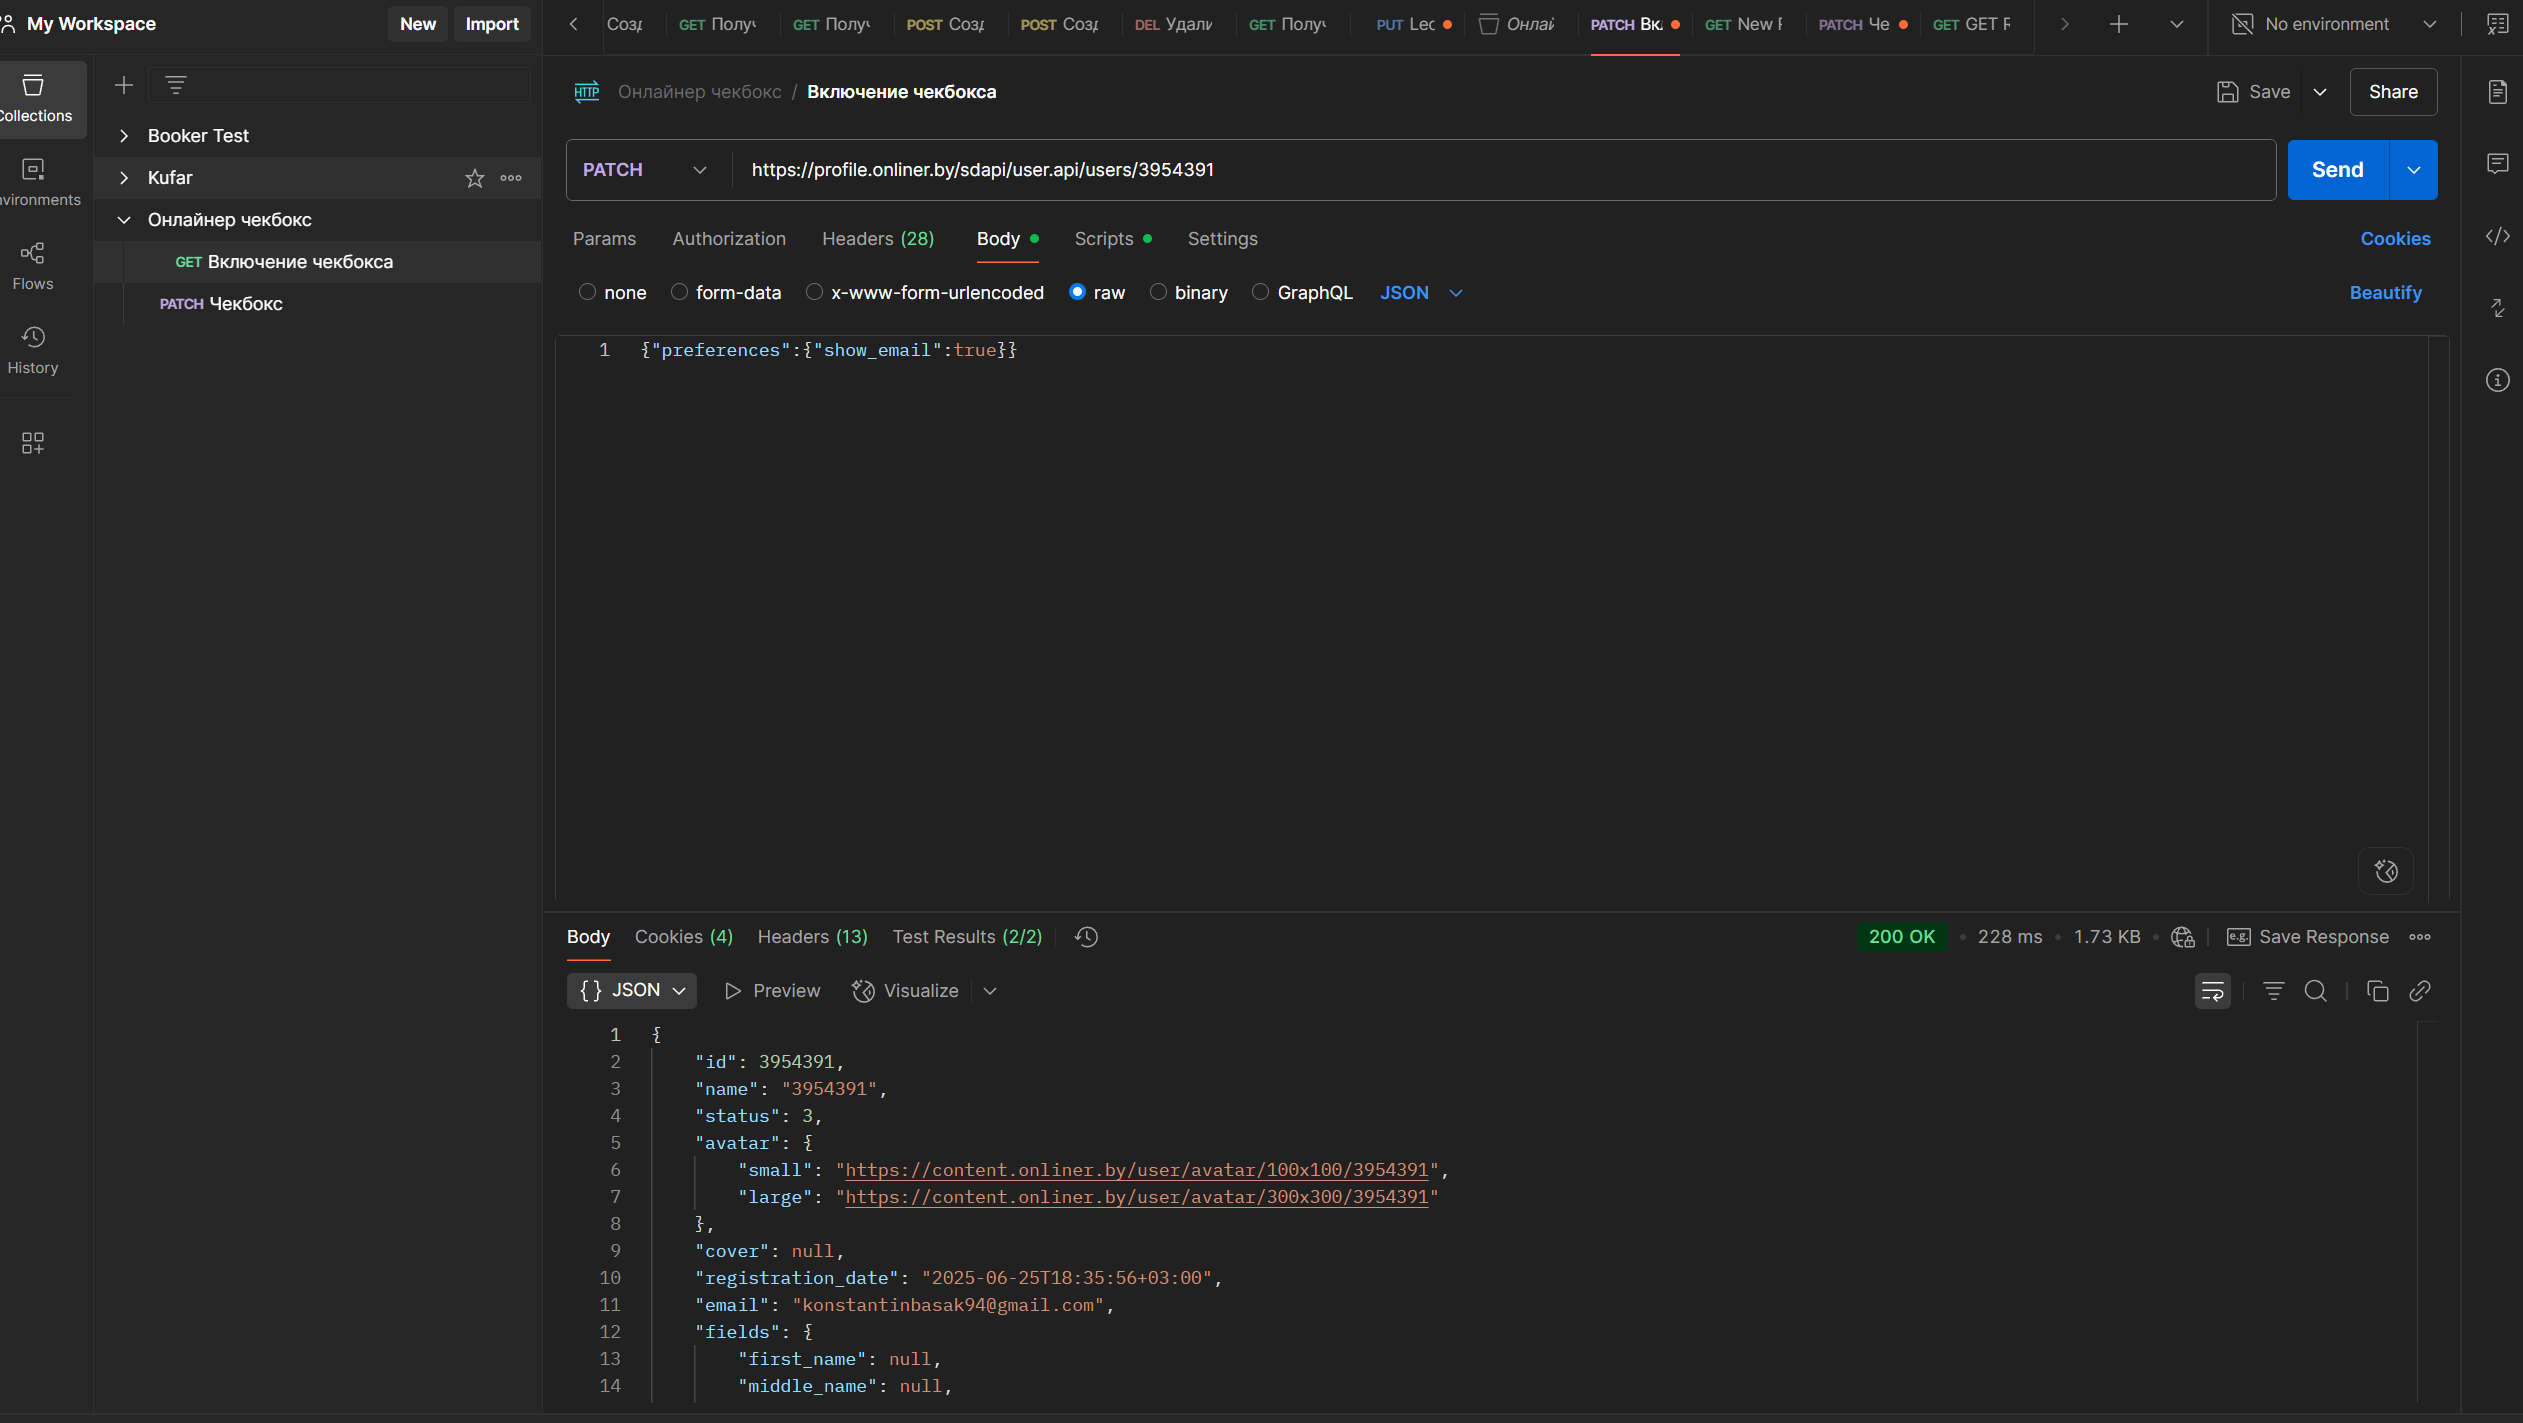 My Workspace New Import
Созд GET Получ GET Получ POST Созд POST Созд DEL Удали GET Получ PUT Lec Онлай PATCH Вк. GET New F PATCH Че GET GET R No environment
Collections
Environments
Flows
History
Booker Test
Kufar
Онлайнер чекбокс
GET Включение чекбокса
PATCH Чекбокс
HTTP Онлайнер чекбокс / Включение чекбокса Save Share
PATCH https://profile.onliner.by/sdapi/user.api/users/3954391 Send
Params Authorization Headers (28) Body Scripts Settings Cookies
none form-data x-www-form-urlencoded raw binary GraphQL JSON Beautify
1 {"preferences":{"show_email":true}}
Body Cookies (4) Headers (13) Test Results (2/2) 200 OK • 228 ms • 1.73 KB • e.g. Save Response
{} JSON Preview Visualize
1 {
2 "id": 3954391,
3 "name": "3954391",
4 "status": 3,
5 "avatar": {
6 "small": "https://content.onliner.by/user/avatar/100x100/3954391",
7 "large": "https://content.onliner.by/user/avatar/300x300/3954391"
8 },
9 "cover": null,
10 "registration_date": "2025-06-25T18:35:56+03:00",
11 "email": "konstantinbasak94@gmail.com",
12 "fields": {
13 "first_name": null,
14 "middle_name": null,